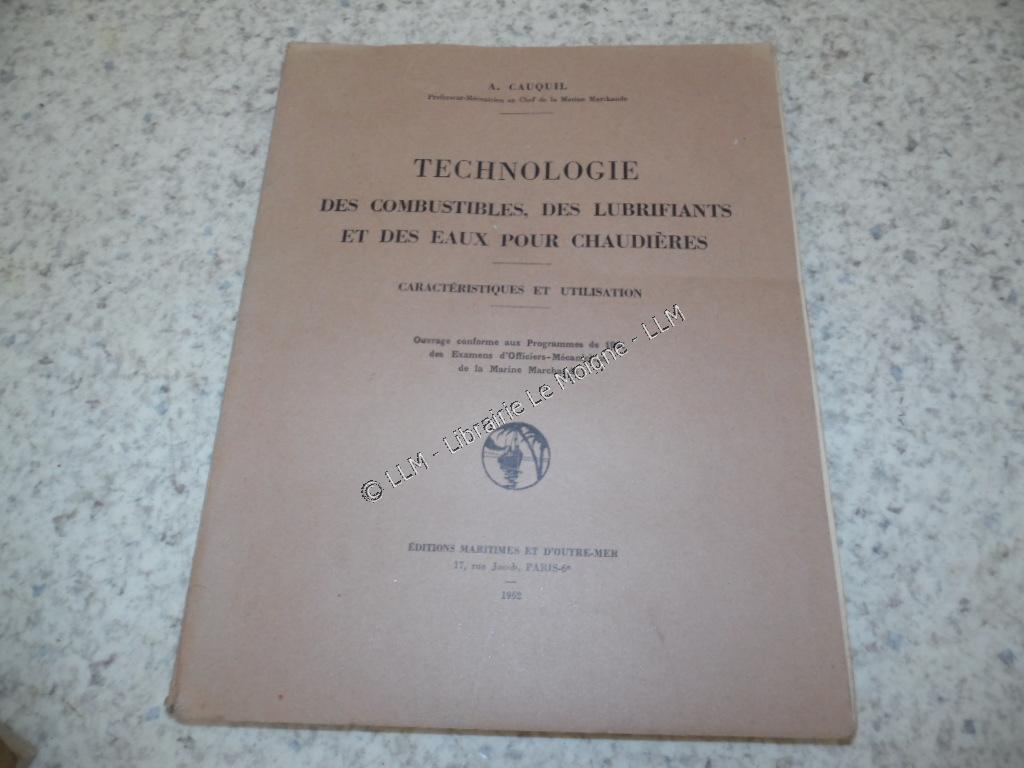 A. CAUQUIL
Professeur-Mécanicien en Chef de la Marine Marchande
TECHNOLOGIE
DES COMBUSTIBLES, DES LUBRIFIANTS
ET DES EAUX POUR CHAUDIÈRES
CARACTÉRISTIQUES ET UTILISATION
Ouvrage conforme aux Programmes de
des Examens d'Officiers-Mécaniciens
de la Marine Marchande
© LLM - Librairie Le Moigne - LLM
ÉDITIONS MARITIMES ET D'OUTRE-MER
17, rue Jacob, PARIS-6e
1952